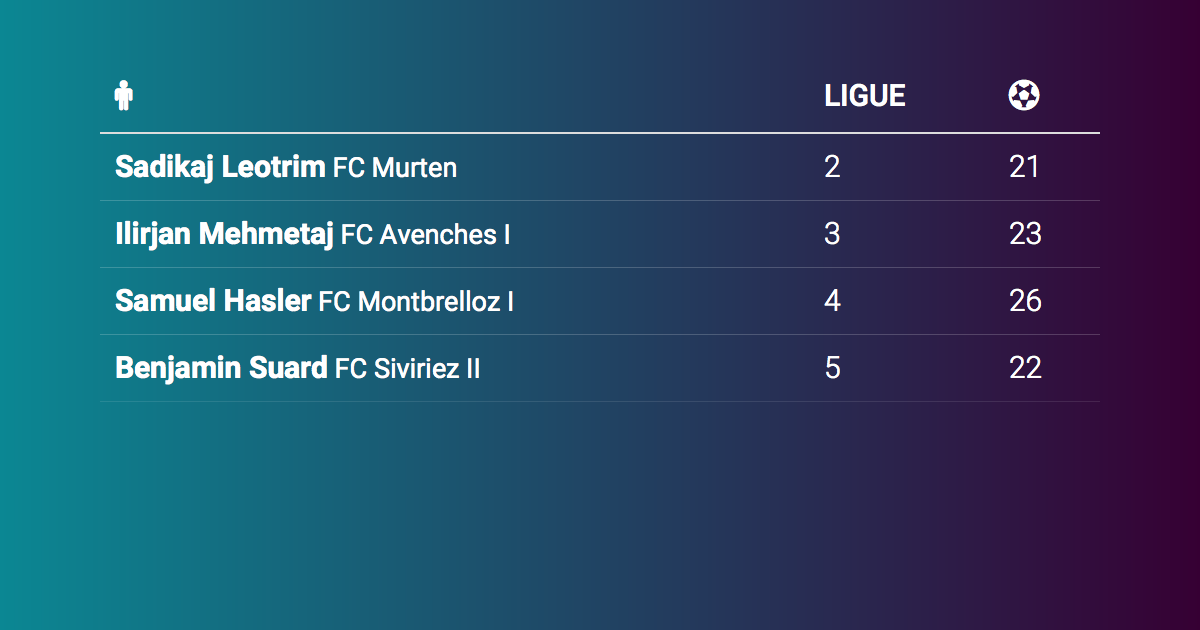 LIGUE
Sadikaj Leotrim FC Murten 2 21
Ilirjan Mehmetaj FC Avenches I 3 23
Samuel Hasler FC Montbrelloz I 4 26
Benjamin Suard FC Siviriez II 5 22